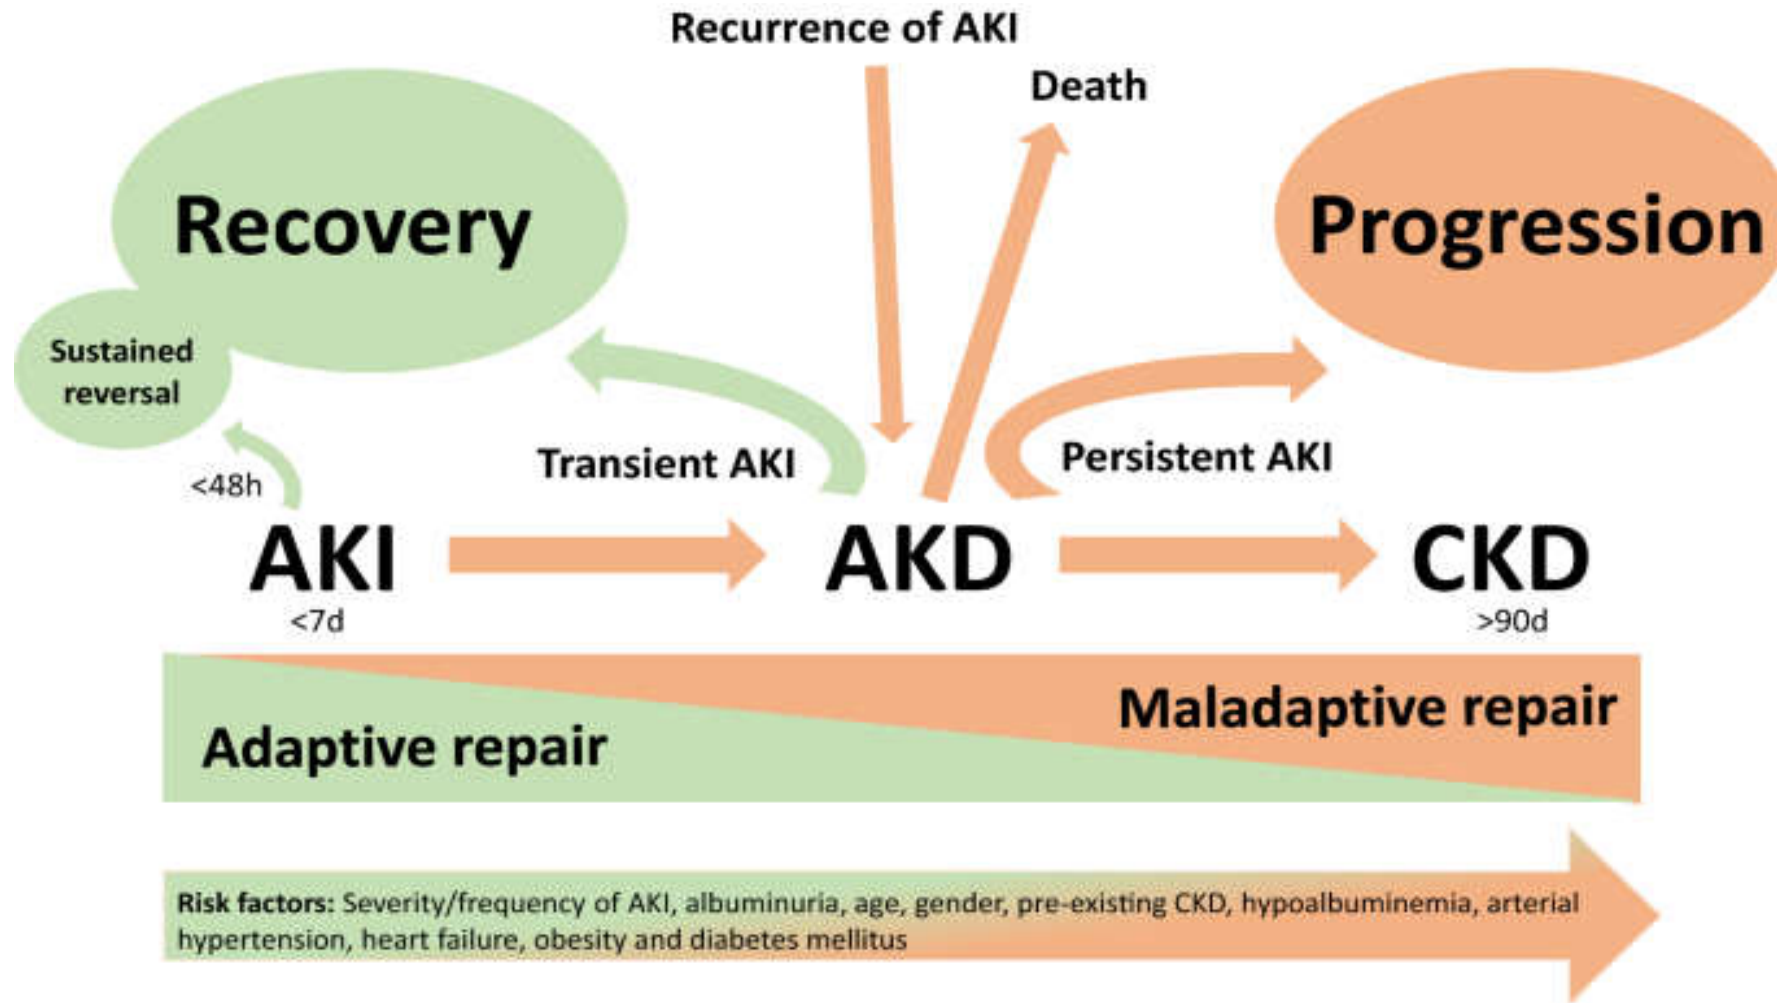 Recurrence of AKI
Death
Recovery
Progression
Sustained
reversal
<48h
Transient AKI
Persistent AKI
AKI
<7d
AKD
CKD
>90d
Adaptive repair
Maladaptive repair
Risk factors: Severity/frequency of AKI, albuminuria, age, gender, pre-existing CKD, hypoalbuminemia, arterial
hypertension, heart failure, obesity and diabetes mellitus